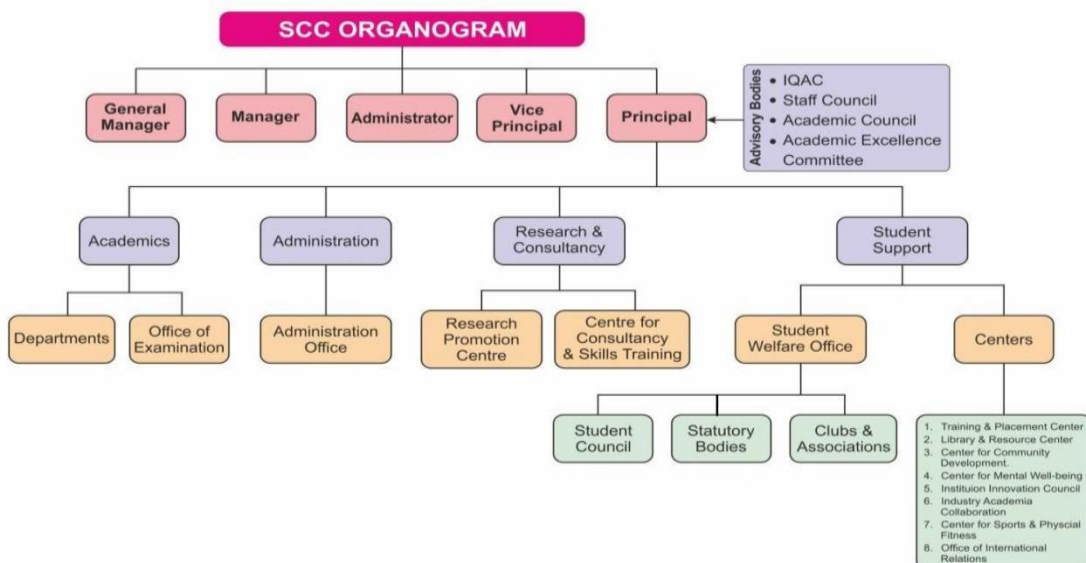 SCC ORGANOGRAM
General
Manager
Manager
Administrator
Vice
Principal
Principal
Advisory Bodies
• IQAC
• Staff Council
• Academic Council
• Academic Excellence
Committee
Academics
Administration
Research &
Consultancy
Student
Support
Departments
Office of
Examination
Administration
Office
Research
Promotion
Centre
Centre for
Consultancy
& Skills Training
Student
Welfare Office
Centers
Student
Council
Statutory
Bodies
Clubs &
Associations
1. Training & Placement Center
2. Library & Resource Center
3. Center for Community
Development.
4. Center for Mental Well-being
5. Instituion Innovation Council
6. Industry Academia
Collaboration
7. Center for Sports & Physcial
Fitness
8. Office of International
Relations